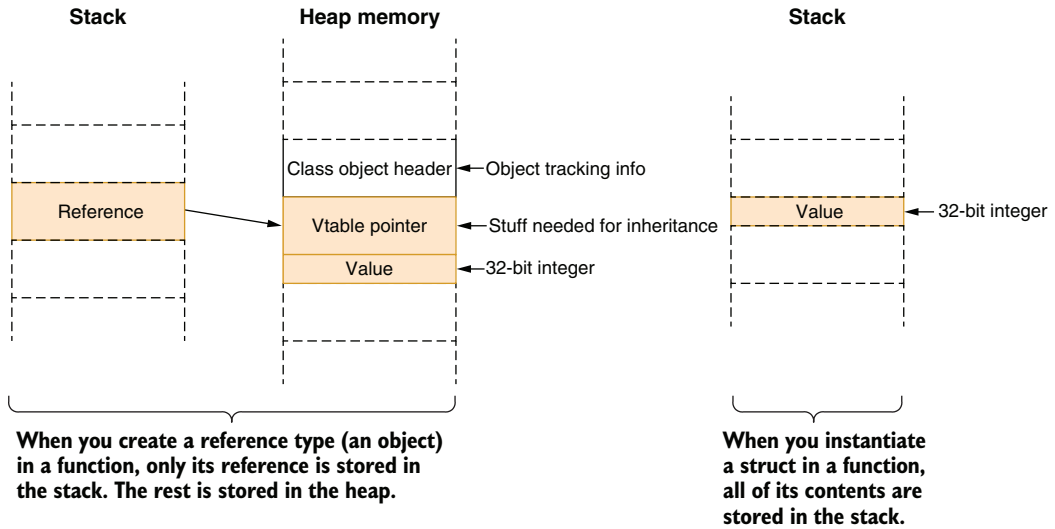 Stack
Heap memory
Stack
Class object header
Object tracking info
Reference
Vtable pointer
Stuff needed for inheritance
Value
32-bit integer
Value
32-bit integer
When you create a reference type (an object)
in a function, only its reference is stored in
the stack. The rest is stored in the heap.
When you instantiate
a struct in a function,
all of its contents are
stored in the stack.